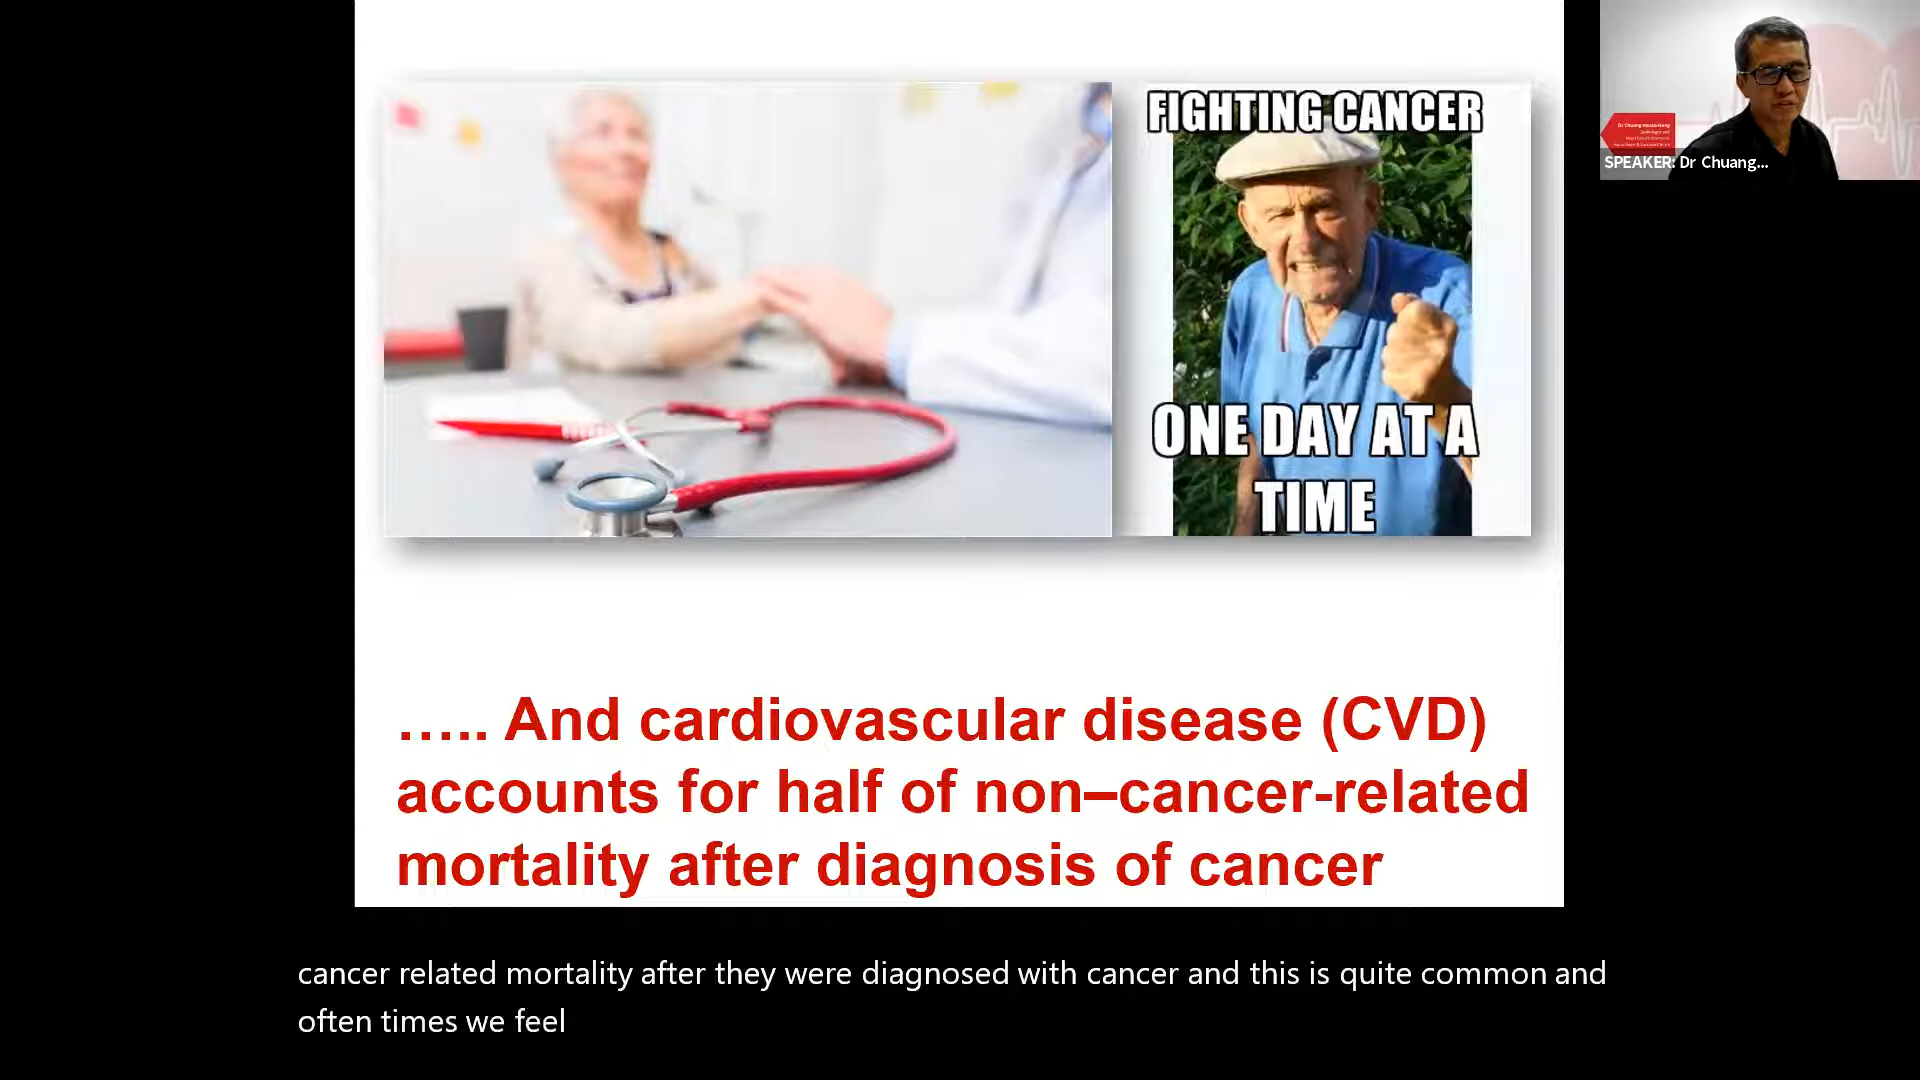 FIGHTING CANCER
ONE DAY AT A
TIME
….. And cardiovascular disease (CVD)
accounts for half of non–cancer-related
mortality after diagnosis of cancer
SPEAKER: Dr Chuang...
cancer related mortality after they were diagnosed with cancer and this is quite common and
often times we feel